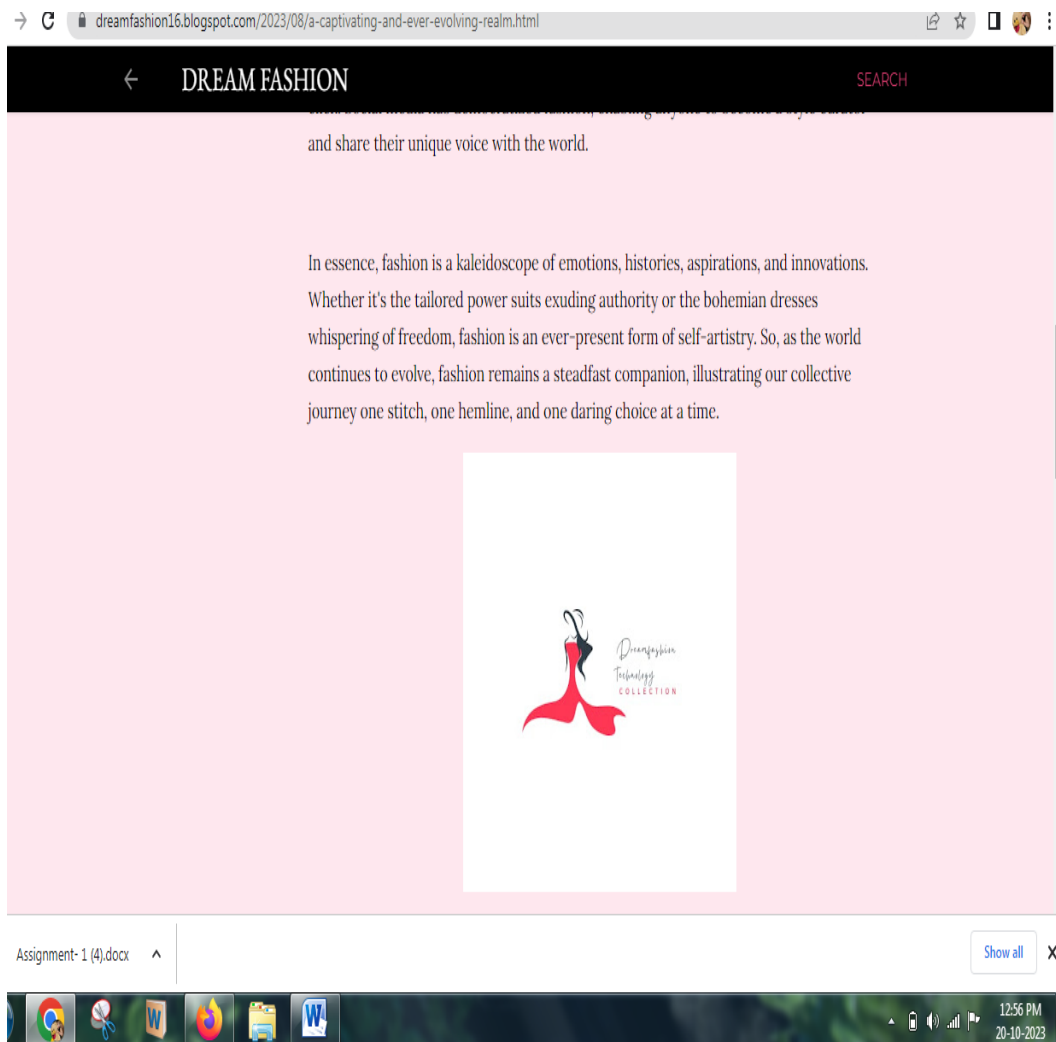 dreamfashion16.blogspot.com/2023/08/a-captivating-and-ever-evolving-realm.html
DREAM FASHION
SEARCH
and share their unique voice with the world.
In essence, fashion is a kaleidoscope of emotions, histories, aspirations, and innovations.
Whether it's the tailored power suits exuding authority or the bohemian dresses
whispering of freedom, fashion is an ever-present form of self-artistry. So, as the world
continues to evolve, fashion remains a steadfast companion, illustrating our collective
journey one stitch, one hemline, and one daring choice at a time.
Dreamfashion
Technology
COLLECTION
Assignment- 1 (4).docx
Show all
12:56 PM
20-10-2023